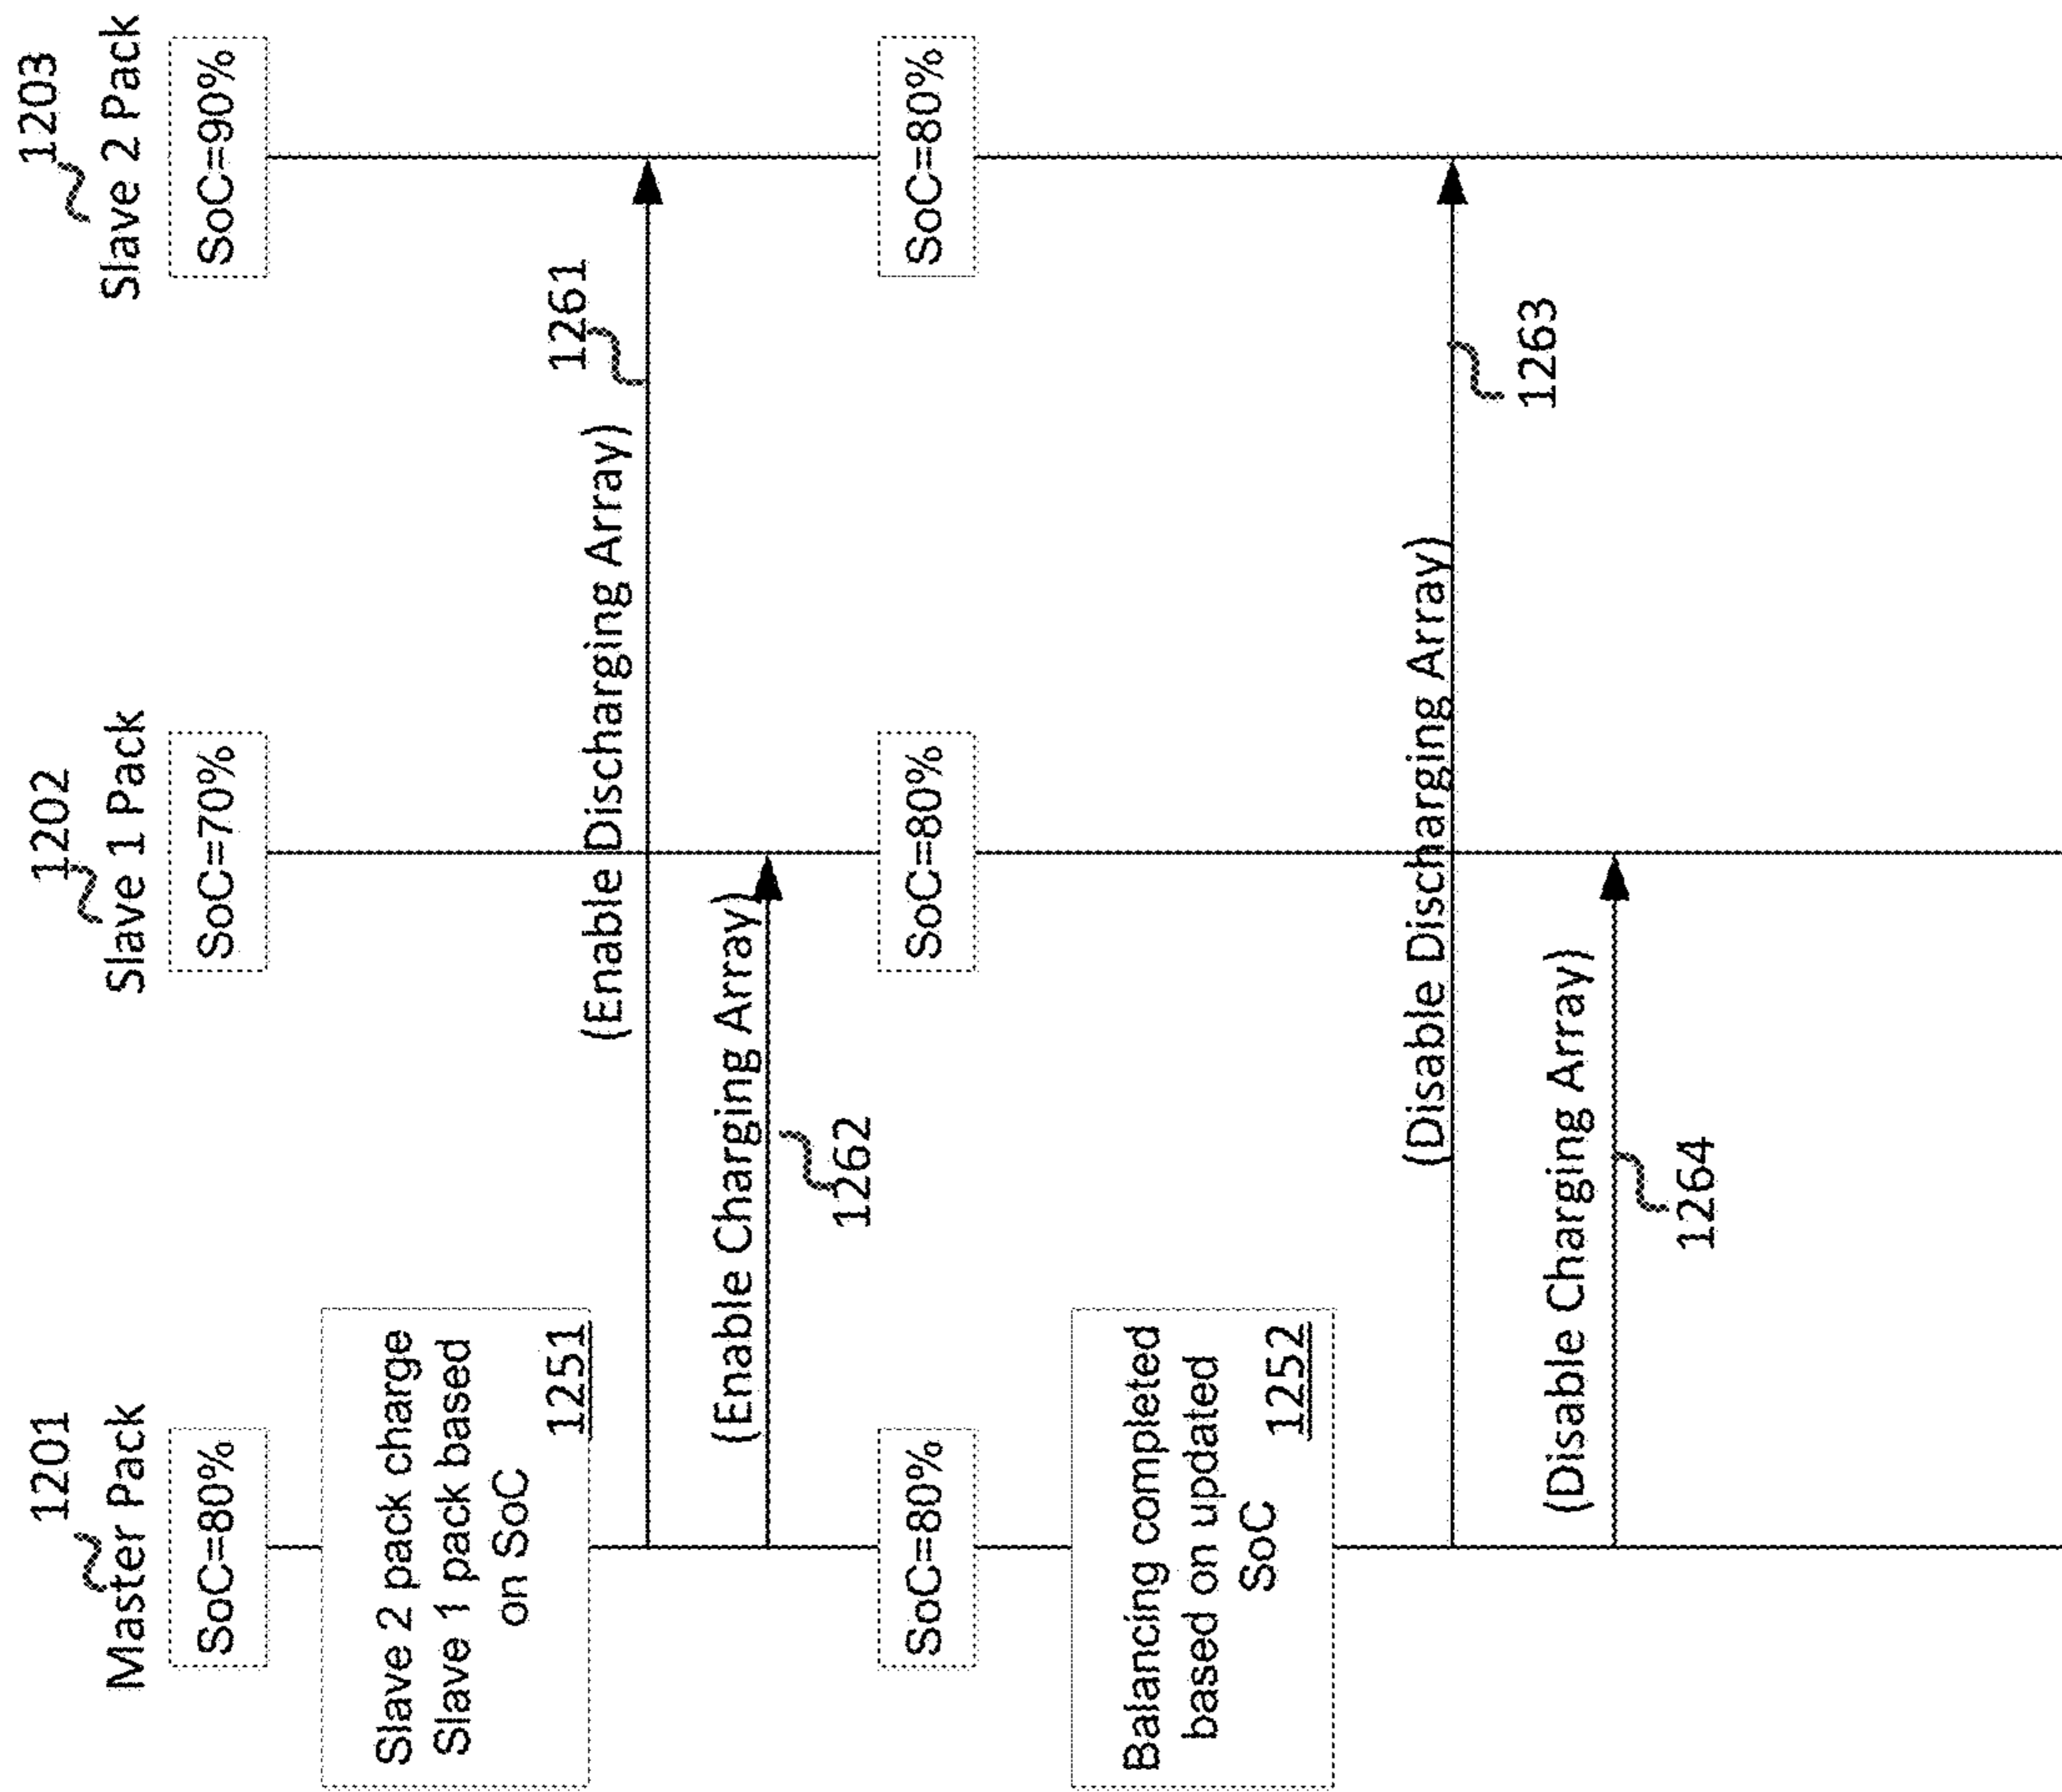 1201
Master Pack
1202
Slave 1 Pack
1203
Slave 2 Pack
SoC=80%
SoC=70%
SoC=90%
Slave 2 pack charge
Slave 1 pack based
on SoC
1251
1261
(Enable Discharging Array)
(Enable Charging Array)
1262
SoC=80%
SoC=80%
SoC=80%
Balancing completed
based on updated
SoC
1252
(Disable Discharging Array)
1263
(Disable Charging Array)
1264